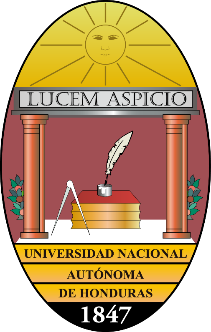 LUCEM ASPICIO
UNIVERSIDAD NACIONAL
AUTÓNOMA
DE HONDURAS
1847